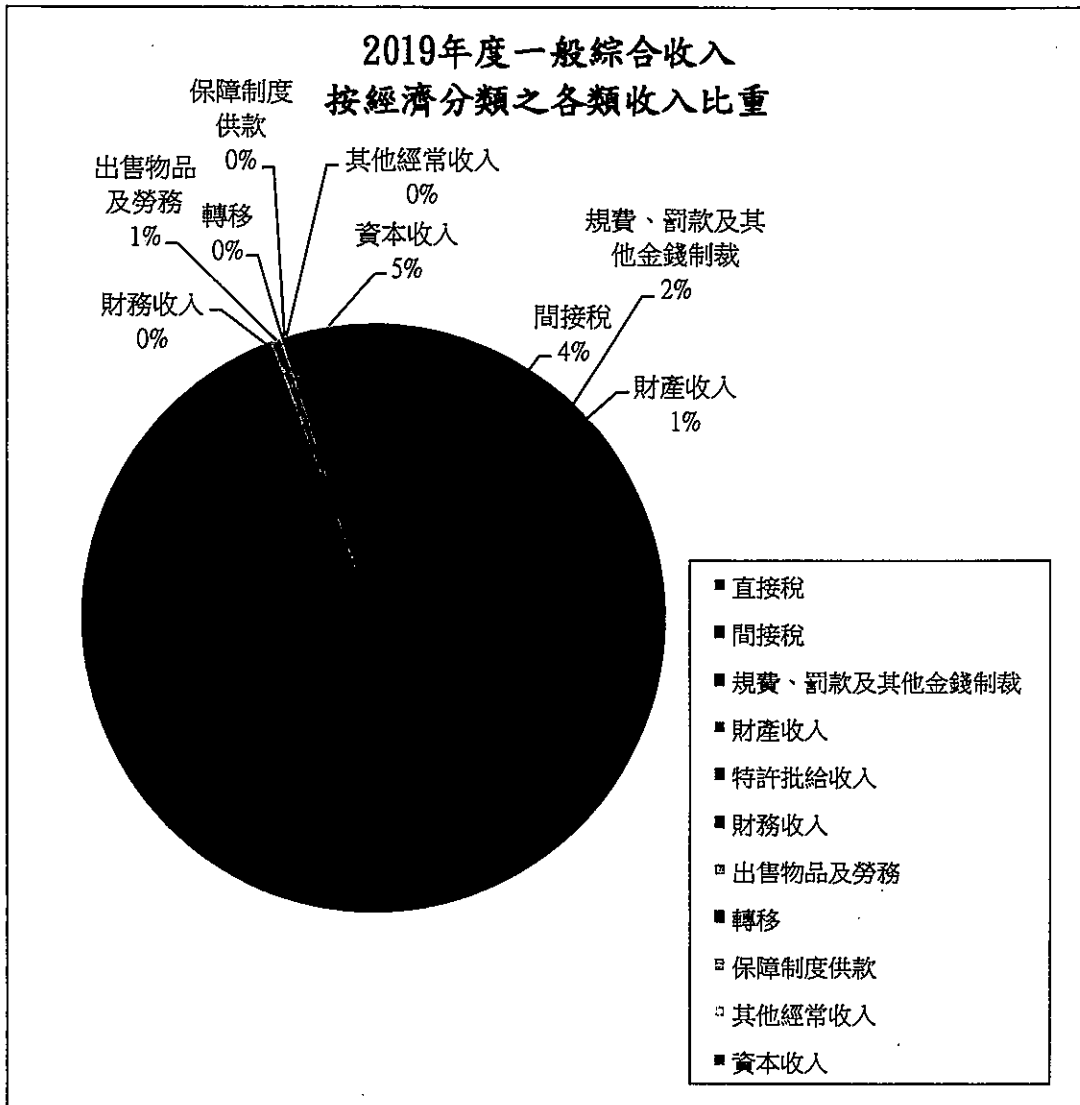 2019年度一般綜合收入
按經濟分類之各類收入比重
保障制度
供款
0%
其他經常收入
0%
出售物品
及勞務
1%
轉移
0%
資本收入
5%
規費、罰款及其
他金錢制裁
2%
財務收入
0%
間接稅
4%
財產收入
1%
直接稅
間接稅
規費、罰款及其他金錢制裁
財產收入
特許批給收入
財務收入
出售物品及勞務
轉移
保障制度供款
其他經常收入
資本收入